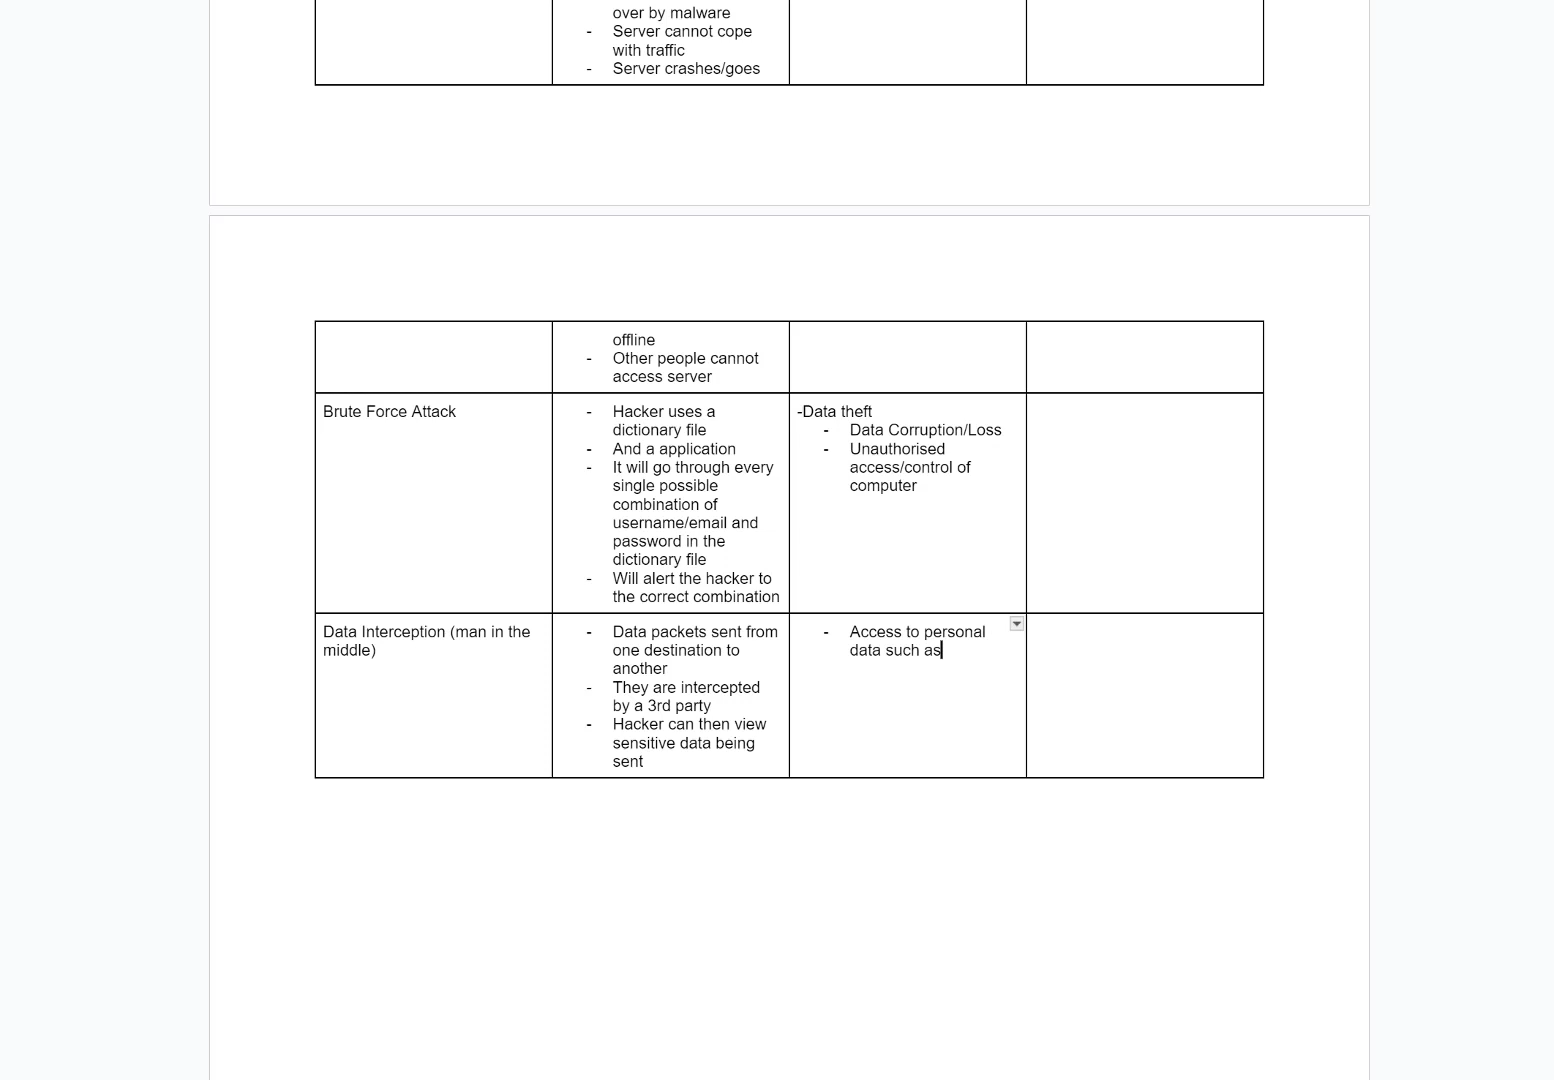 over by malware
- Server cannot cope
with traffic
- Server crashes/goes
offline
- Other people cannot
access server
Brute Force Attack
- Hacker uses a
dictionary file
- And a application
- It will go through every
single possible
combination of
username/email and
password in the
dictionary file
- Will alert the hacker to
the correct combination
-Data theft
- Data Corruption/Loss
- Unauthorised
access/control of
computer
Data Interception (man in the
middle)
- Data packets sent from
one destination to
another
- They are intercepted
by a 3rd party
- Hacker can then view
sensitive data being
sent
- Access to personal
data such as